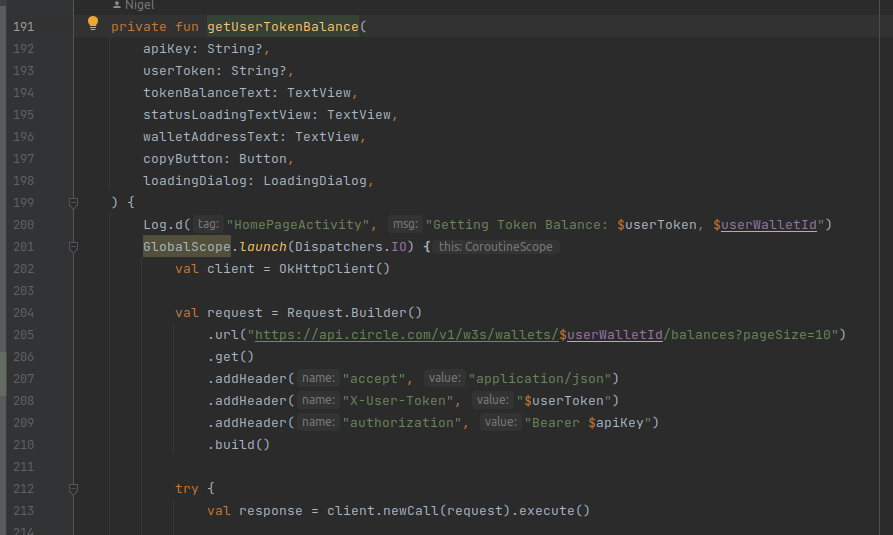 Nigel
191 private fun getUserTokenBalance(
192 apiKey: String?,
193 userToken: String?,
194 tokenBalanceText: TextView,
195 statusLoadingTextView: TextView,
196 walletAddressText: TextView,
197 copyButton: Button,
198 loadingDialog: LoadingDialog,
199 ) {
200 Log.d( tag: "HomePageActivity", msg: "Getting Token Balance: $userToken, $userWalletId")
201 GlobalScope.launch(Dispatchers.IO) { this: CoroutineScope
202 val client = OkHttpClient()
203
204 val request = Request.Builder()
205 .url("https://api.circle.com/v1/w3s/wallets/$userWalletId/balances?pageSize=10")
206 .get()
207 .addHeader( name: "accept", value: "application/json")
208 .addHeader( name: "X-User-Token", value: "$userToken")
209 .addHeader( name: "authorization", value: "Bearer $apiKey")
210 .build()
211
212 try {
213 val response = client.newCall(request).execute()
214